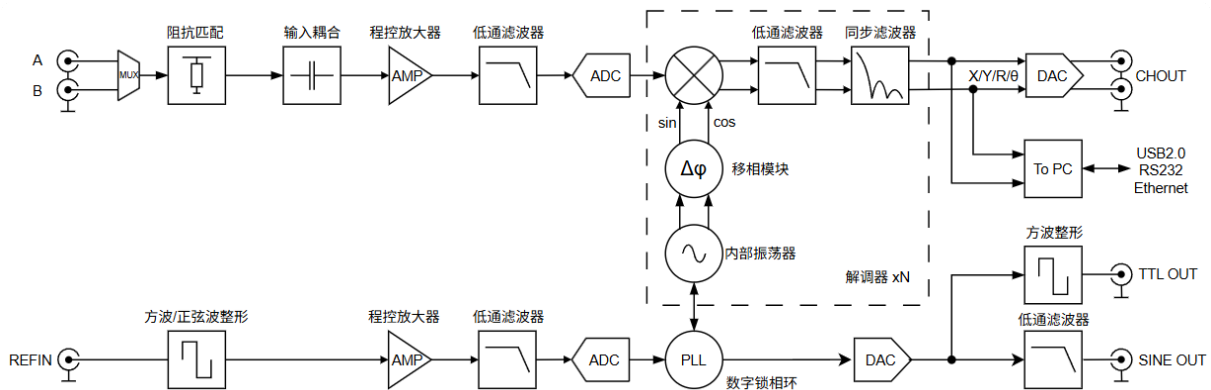 阻抗匹配
输入耦合
程控放大器
低通滤波器
低通滤波器
同步滤波器
A
B
MUX
AMP
ADC
X/Y/R/θ
DAC
CHOUT
sin
cos
Δφ
移相模块
To PC
USB2.0
RS232
Ethernet
内部振荡器
解调器 xN
方波整形
TTL OUT
方波/正弦波整形
程控放大器
低通滤波器
低通滤波器
REFIN
AMP
ADC
PLL
DAC
SINE OUT
数字锁相环